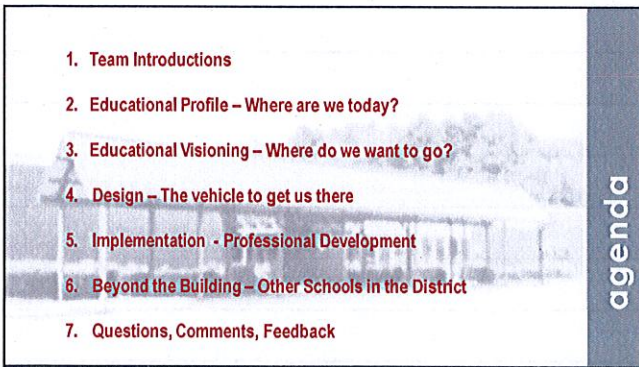 1. Team Introductions
2. Educational Profile – Where are we today?
3. Educational Visioning – Where do we want to go?
4. Design – The vehicle to get us there
5. Implementation - Professional Development
6. Beyond the Building – Other Schools in the District
7. Questions, Comments, Feedback
agenda